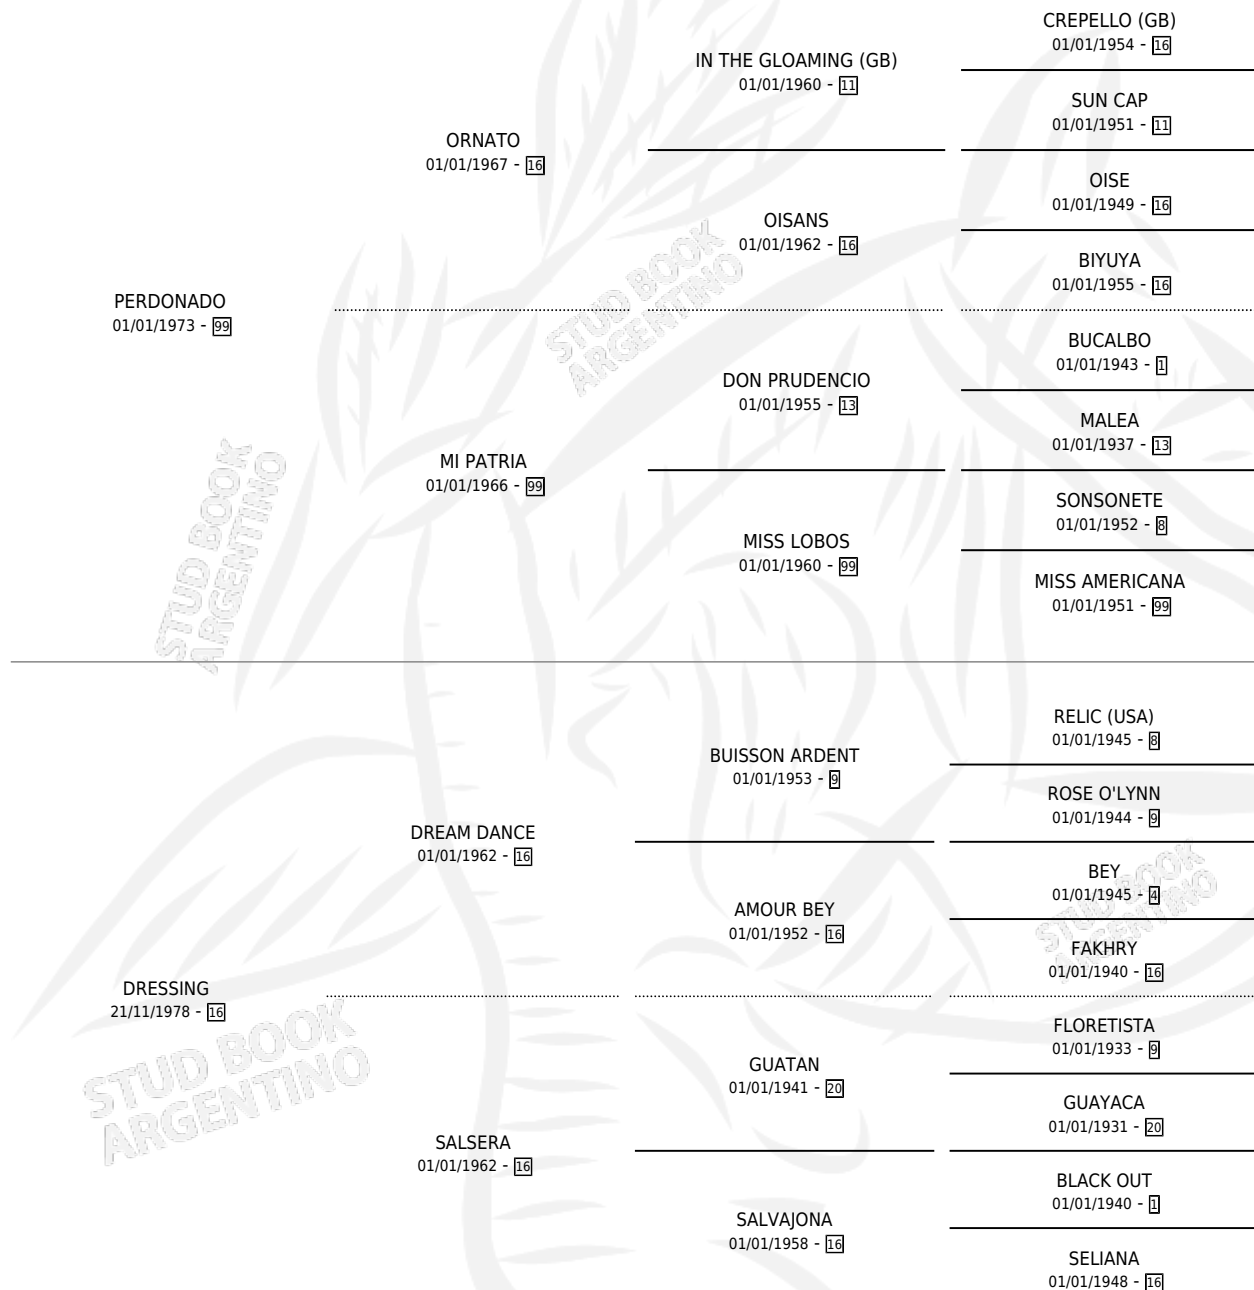 CREPELLO (GB)
01/01/1954 - 16
IN THE GLOAMING (GB)
01/01/1960 - 11
SUN CAP
01/01/1951 - 11
ORNATO
01/01/1967 - 16
OISE
01/01/1949 - 16
OISANS
01/01/1962 - 16
BIYUYA
01/01/1955 - 16
PERDONADO
01/01/1973 - 99
BUCALBO
01/01/1943 - 1
DON PRUDENCIO
01/01/1955 - 13
MALEA
01/01/1937 - 13
MI PATRIA
01/01/1966 - 99
SONSONETE
01/01/1952 - 8
MISS LOBOS
01/01/1960 - 99
MISS AMERICANA
01/01/1951 - 99
RELIC (USA)
01/01/1945 - 8
BUISSON ARDENT
01/01/1953 - 9
ROSE O'LYNN
01/01/1944 - 9
DREAM DANCE
01/01/1962 - 16
BEY
01/01/1945 - 4
AMOUR BEY
01/01/1952 - 16
FAKHRY
01/01/1940 - 16
DRESSING
21/11/1978 - 16
FLORETISTA
01/01/1933 - 9
GUATAN
01/01/1941 - 20
GUAYACA
01/01/1931 - 20
SALSERA
01/01/1962 - 16
BLACK OUT
01/01/1940 - 1
SALVAJONA
01/01/1958 - 16
SELIANA
01/01/1948 - 16
STUD BOOK
ARGENTINO
STUD BOOK
ARGENTINO
STUD BOOK
ARGENTINO
STUD BOOK
ARGENTINO